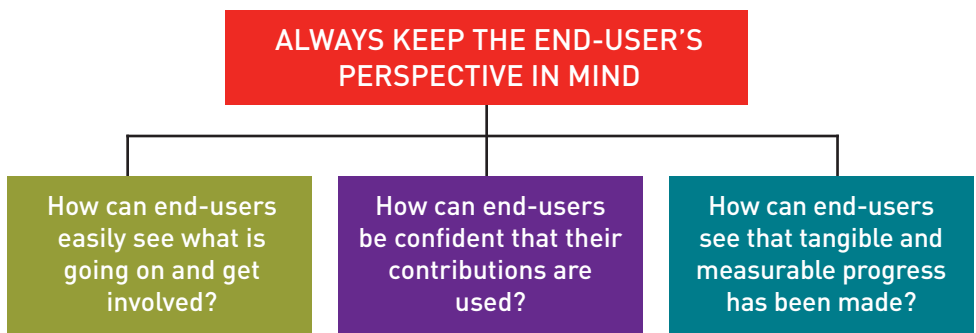 ALWAYS KEEP THE END-USER’S
PERSPECTIVE IN MIND
How can end-users
easily see what is
going on and get
involved?
How can end-users
be confident that their
contributions are
used?
How can end-users
see that tangible and
measurable progress
has been made?